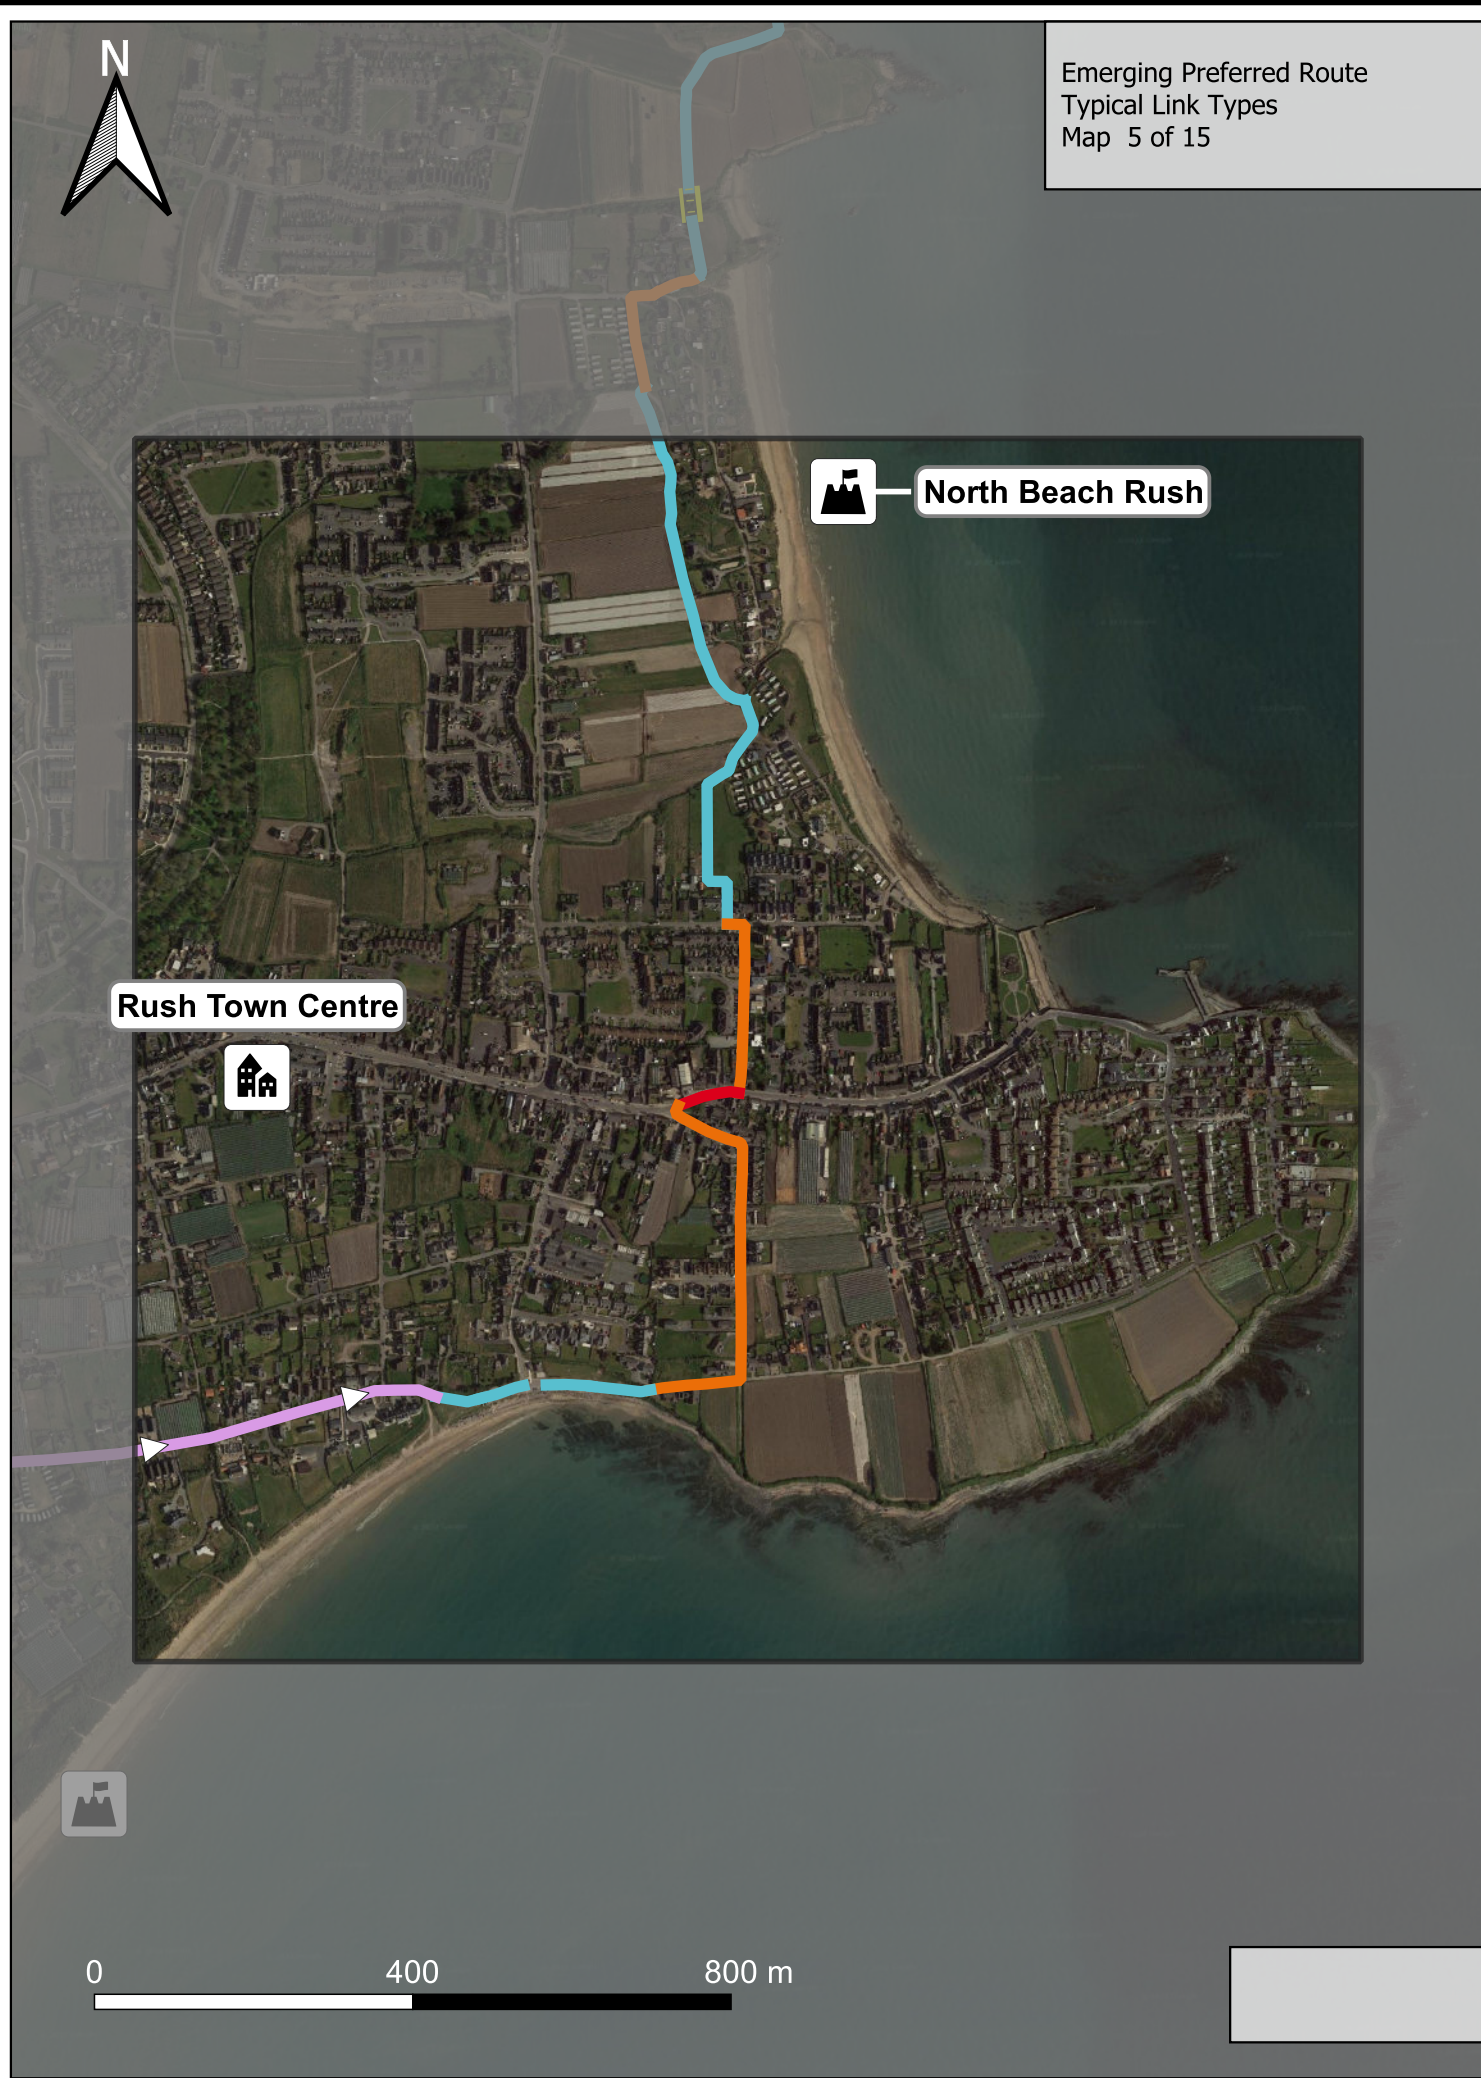 N
Emerging Preferred Route
Typical Link Types
Map 5 of 15
North Beach Rush
Rush Town Centre
0 400 800 m